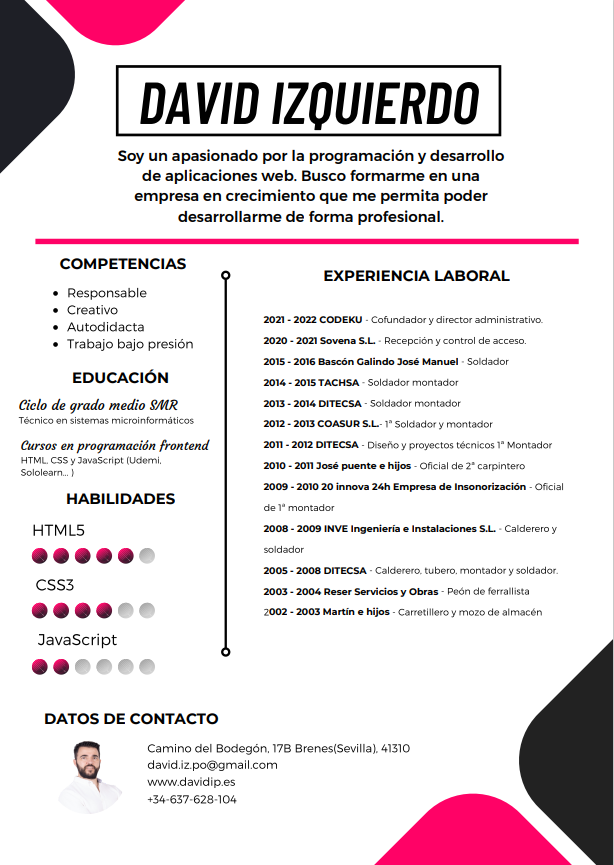 DAVID IZQUIERDO
Soy un apasionado por la programación y desarrollo
de aplicaciones web. Busco formarme en una
empresa en crecimiento que me permita poder
desarrollarme de forma profesional.
COMPETENCIAS
Responsable
Creativo
Autodidacta
Trabajo bajo presión
EDUCACIÓN
Ciclo de grado medio SMR
Técnico en sistemas microinformáticos
Cursos en programación frontend
HTML, CSS y JavaScript (Udemi,
Sololearn... )
HABILIDADES
HTML5
CSS3
JavaScript
EXPERIENCIA LABORAL
2021 - 2022 CODEKU - Cofundador y director administrativo.
2020 - 2021 Sovena S.L. - Recepción y control de acceso.
2015 - 2016 Bascón Galindo José Manuel - Soldador
2014 - 2015 TACHSA - Soldador montador
2013 - 2014 DITECSA - Soldador montador
2012 - 2013 COASUR S.L.- 1ª Soldador y montador
2011 - 2012 DITECSA - Diseño y proyectos técnicos 1ª Montador
2010 - 2011 José puente e hijos - Oficial de 2ª carpintero
2009 - 2010 20 innova 24h Empresa de Insonorización - Oficial
de 1ª montador
2008 - 2009 INVE Ingeniería e Instalaciones S.L. - Calderero y
soldador
2005 - 2008 DITECSA - Calderero, tubero, montador y soldador.
2003 - 2004 Reser Servicios y Obras - Peón de ferrallista
2002 - 2003 Martín e hijos - Carretillero y mozo de almacén
DATOS DE CONTACTO
Camino del Bodegón, 17B Brenes(Sevilla), 41310
david.iz.po@gmail.com
www.davidip.es
+34-637-628-104